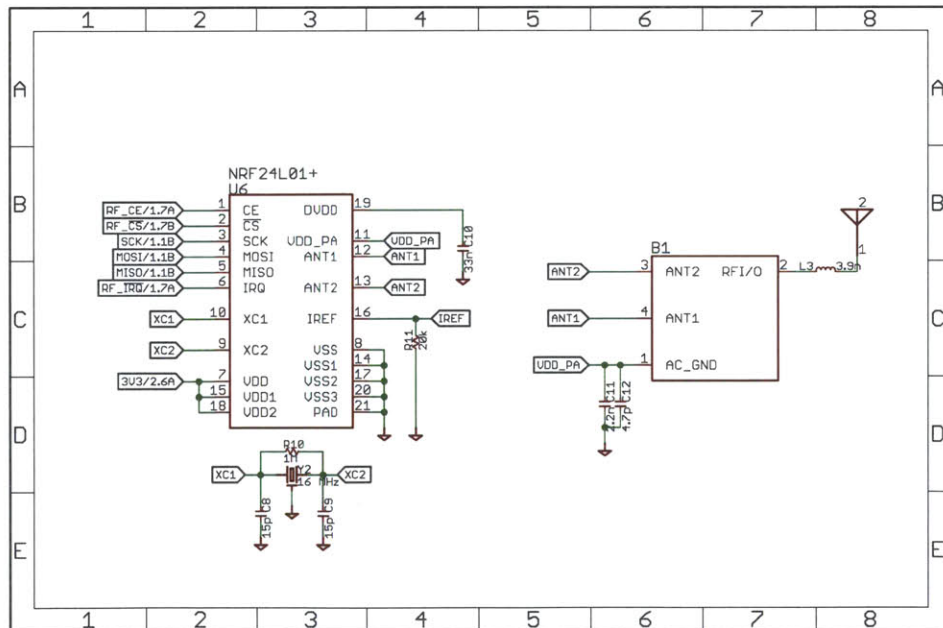 1 2 3 4 5 6 7 8
A A
B B
C C
D D
E E
1 2 3 4 5 6 7 8
NRF24L01+
U6
RF_CE/1.7A 1 CE DVDD 19
RF_CS/1.7B 2 CS
SCK/1.1B 3 SCK VDD_PA 11 VDD_PA
MOSI/1.1B 4 MOSI ANT1 12 ANT1
MISO/1.1B 5 MISO
RF_IRQ/1.7A 6 IRQ ANT2 13 ANT2
XC1 10 XC1 IREF 16 IREF
XC2 9 XC2 VSS 8
VSS1 14
3V3/2.6A 7 VDD VSS2 17
15 VDD1 VSS3 20
18 VDD2 PAD 21
C10
33n
R11
20k
R10
1M
XC1 Y2 XC2
16 MHz
15p C8
15p C9
B1
ANT2 3 ANT2 RFI/O 2 L3 3.9n
ANT1 4 ANT1
VDD_PA 1 AC_GND
2.2n C11
4.7p C12
2
1